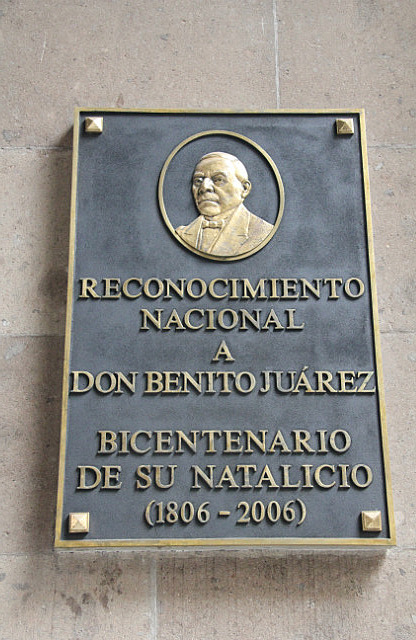 RECONOCIMIENTO
NACIONAL
A
DON BENITO JUÁREZ
BICENTENARIO
DE SU NATALICIO
(1806 - 2006)